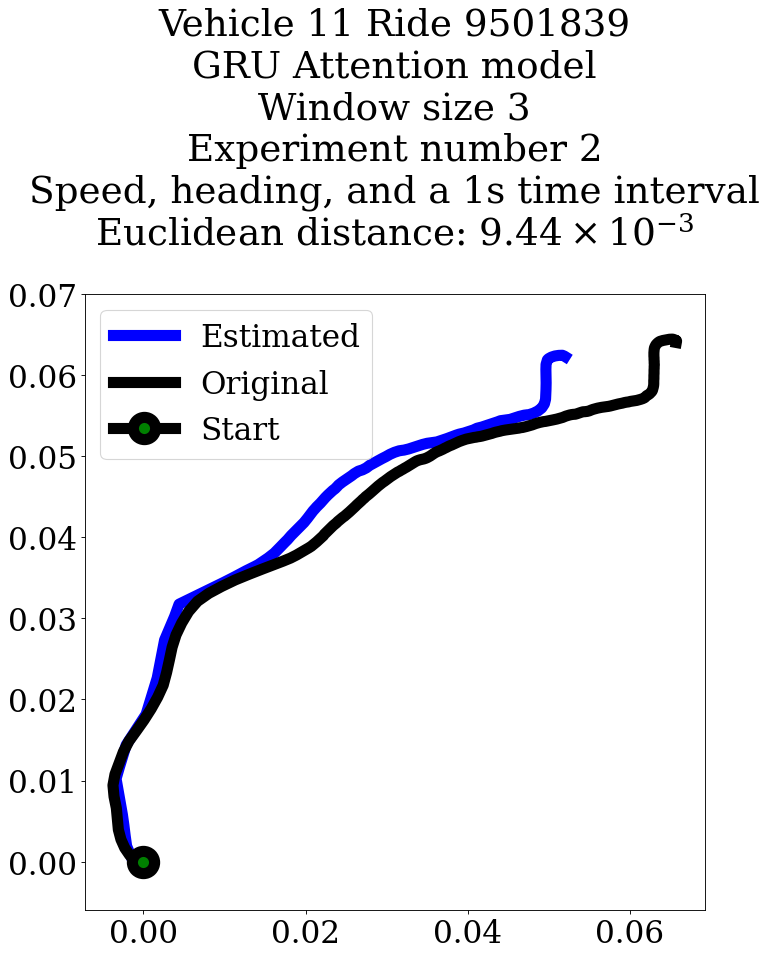 Vehicle 11 Ride 9501839
GRU Attention model
Window size 3
Experiment number 2
Speed, heading, and a 1s time interval
Euclidean distance: 9.44 × 10⁻³
0.07
Estimated
Original
Start
0.06
0.05
0.04
0.03
0.02
0.01
0.00
0.00 0.02 0.04 0.06